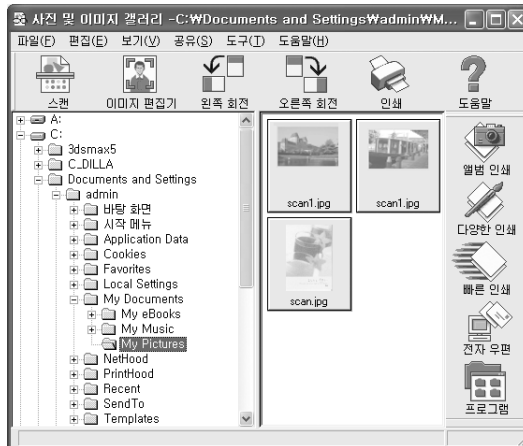 HP 사진 및 이미지 갤러리 -C:₩Documents and Settings₩admin₩M...
파일(F) 편집(E) 보기(V) 공유(S) 도구(T) 도움말(H)
스캔 이미지 편집기 왼쪽 회전 오른쪽 회전 인쇄 도움말
A:
C:
3dsmax5
C_DILLA
Documents and Settings
admin
바탕 화면
시작 메뉴
Application Data
Cookies
Favorites
Local Settings
My Documents
My eBooks
My Music
My Pictures
NetHood
PrintHood
Recent
SendTo
Templates
scan1.jpg scan1.jpg
scan.jpg
앨범 인쇄
다양한 인쇄
빠른 인쇄
전자 우편
프로그램